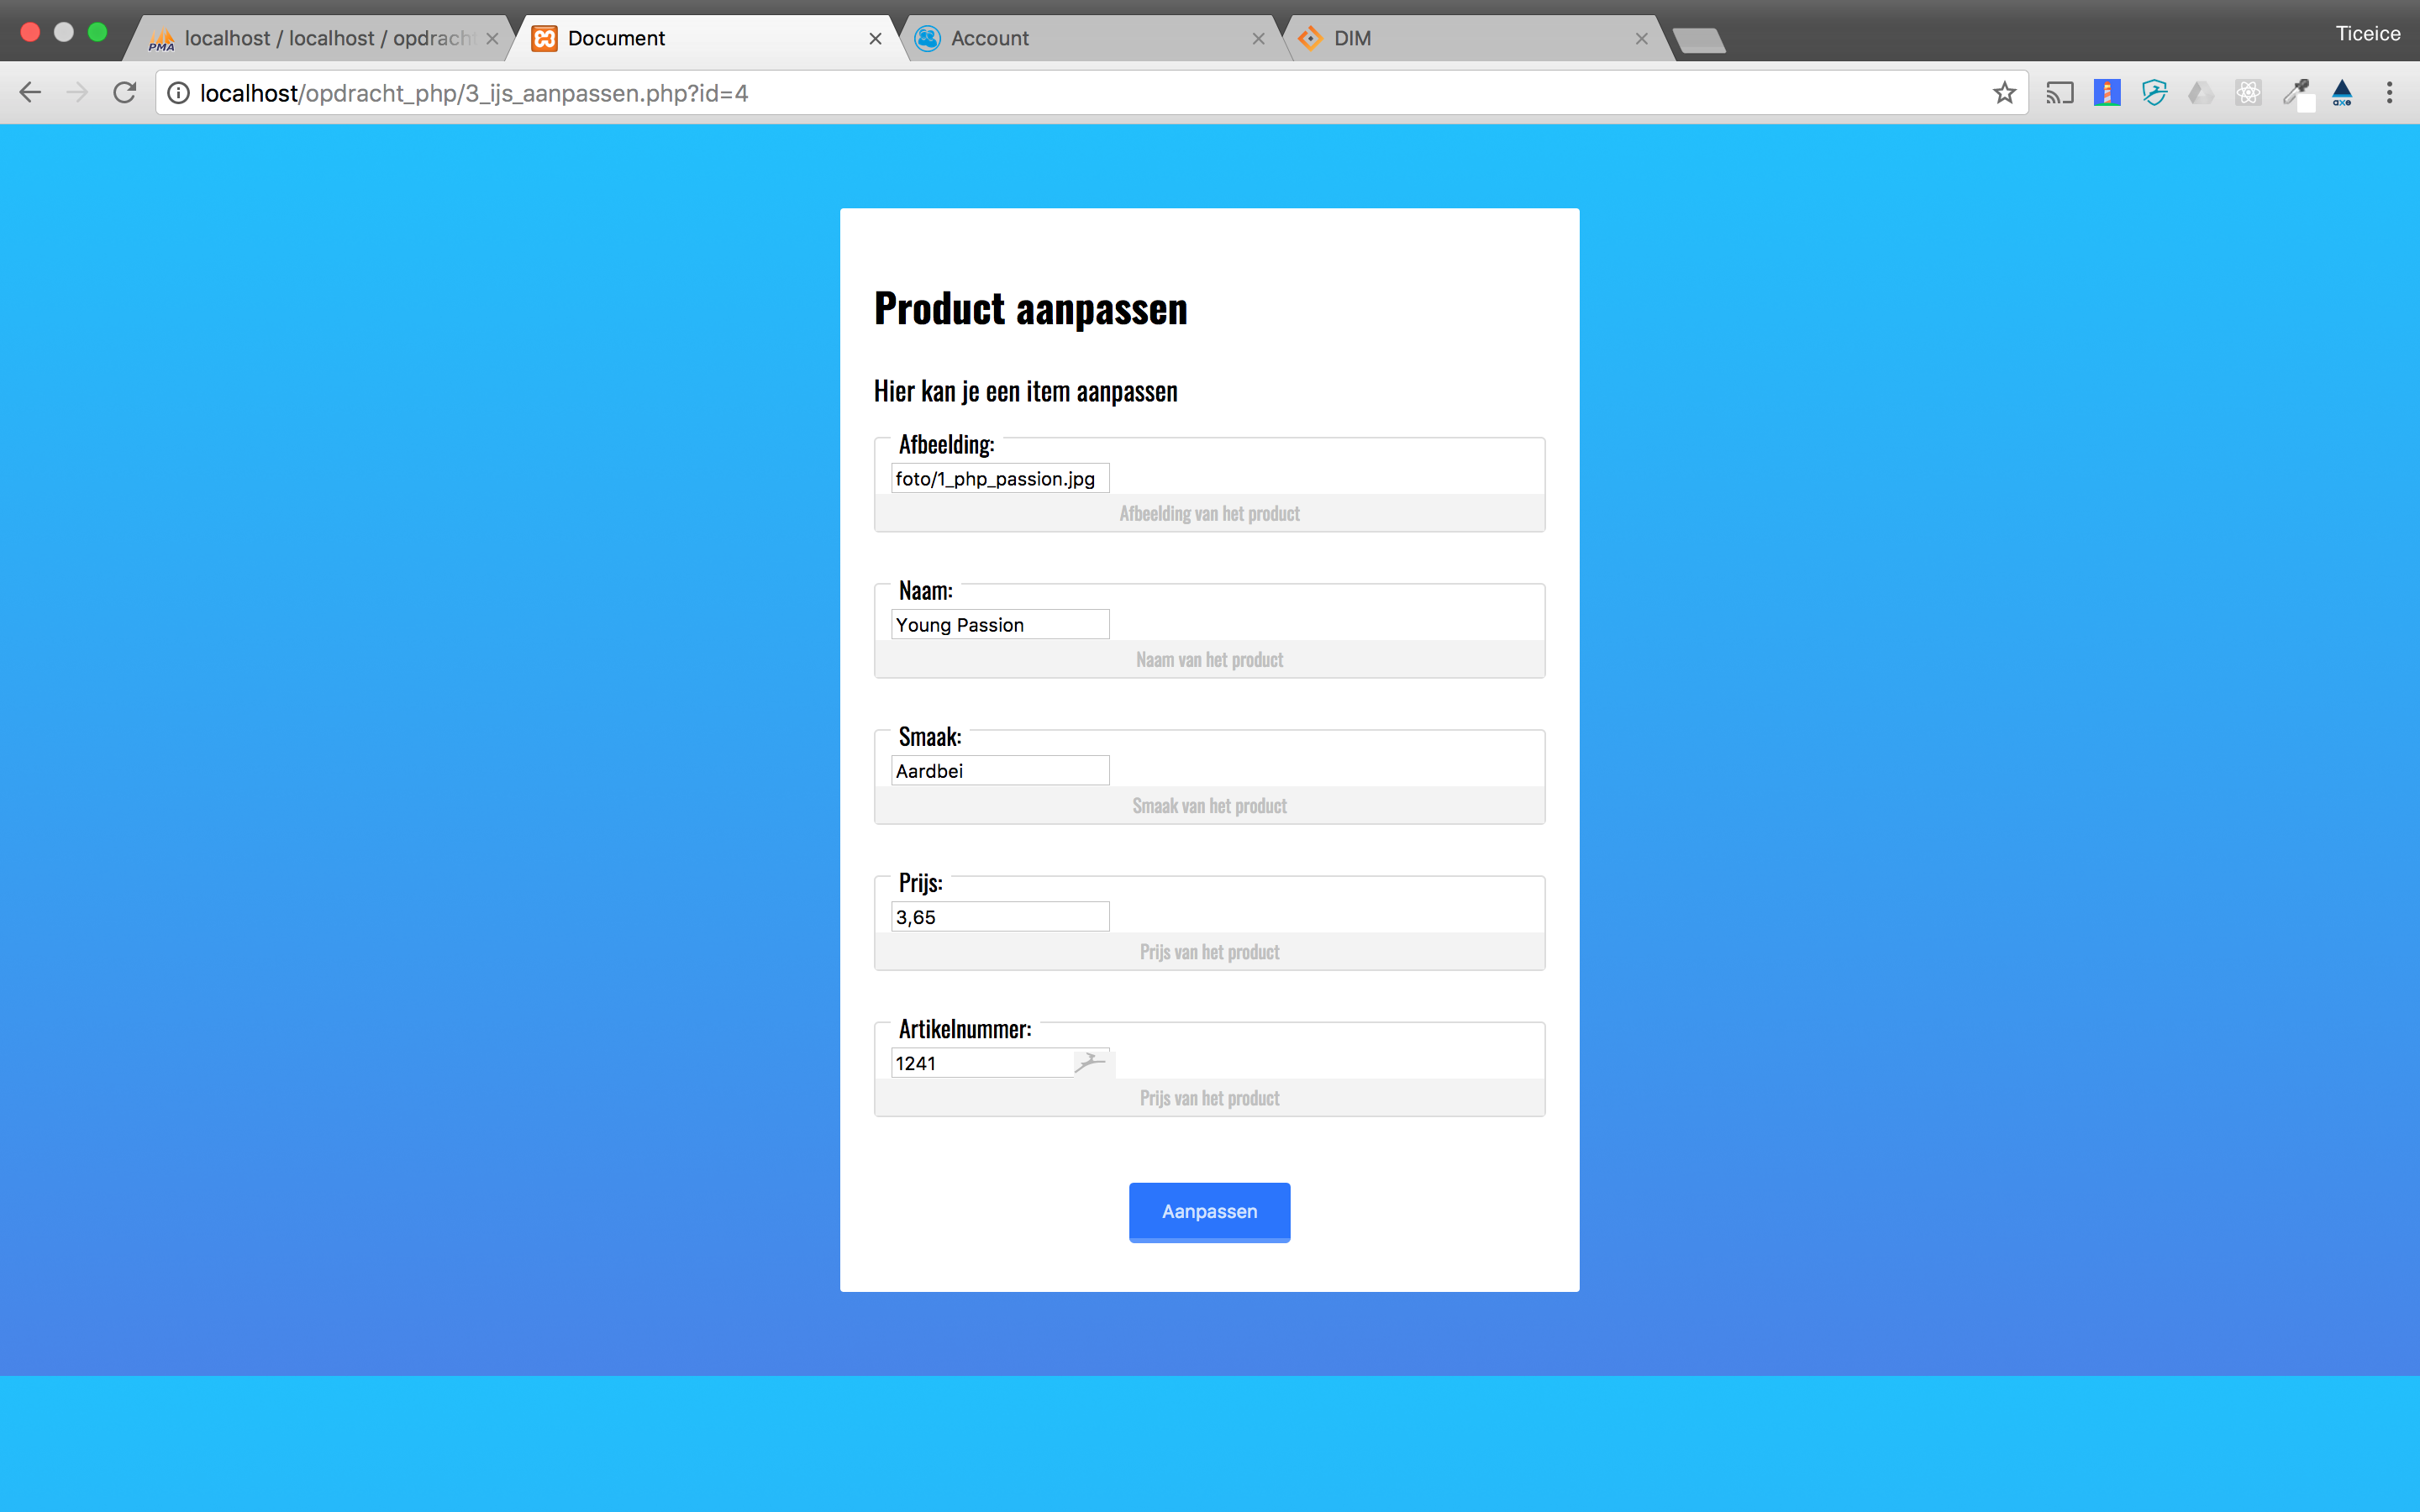 PMA localhost / localhost / opdracht
Document
Account
DIM
Ticeice
localhost/opdracht_php/3_ijs_aanpassen.php?id=4
axe
Product aanpassen
Hier kan je een item aanpassen
Afbeelding:
foto/1_php_passion.jpg
Afbeelding van het product
Naam:
Young Passion
Naam van het product
Smaak:
Aardbei
Smaak van het product
Prijs:
3,65
Prijs van het product
Artikelnummer:
1241
Prijs van het product
Aanpassen